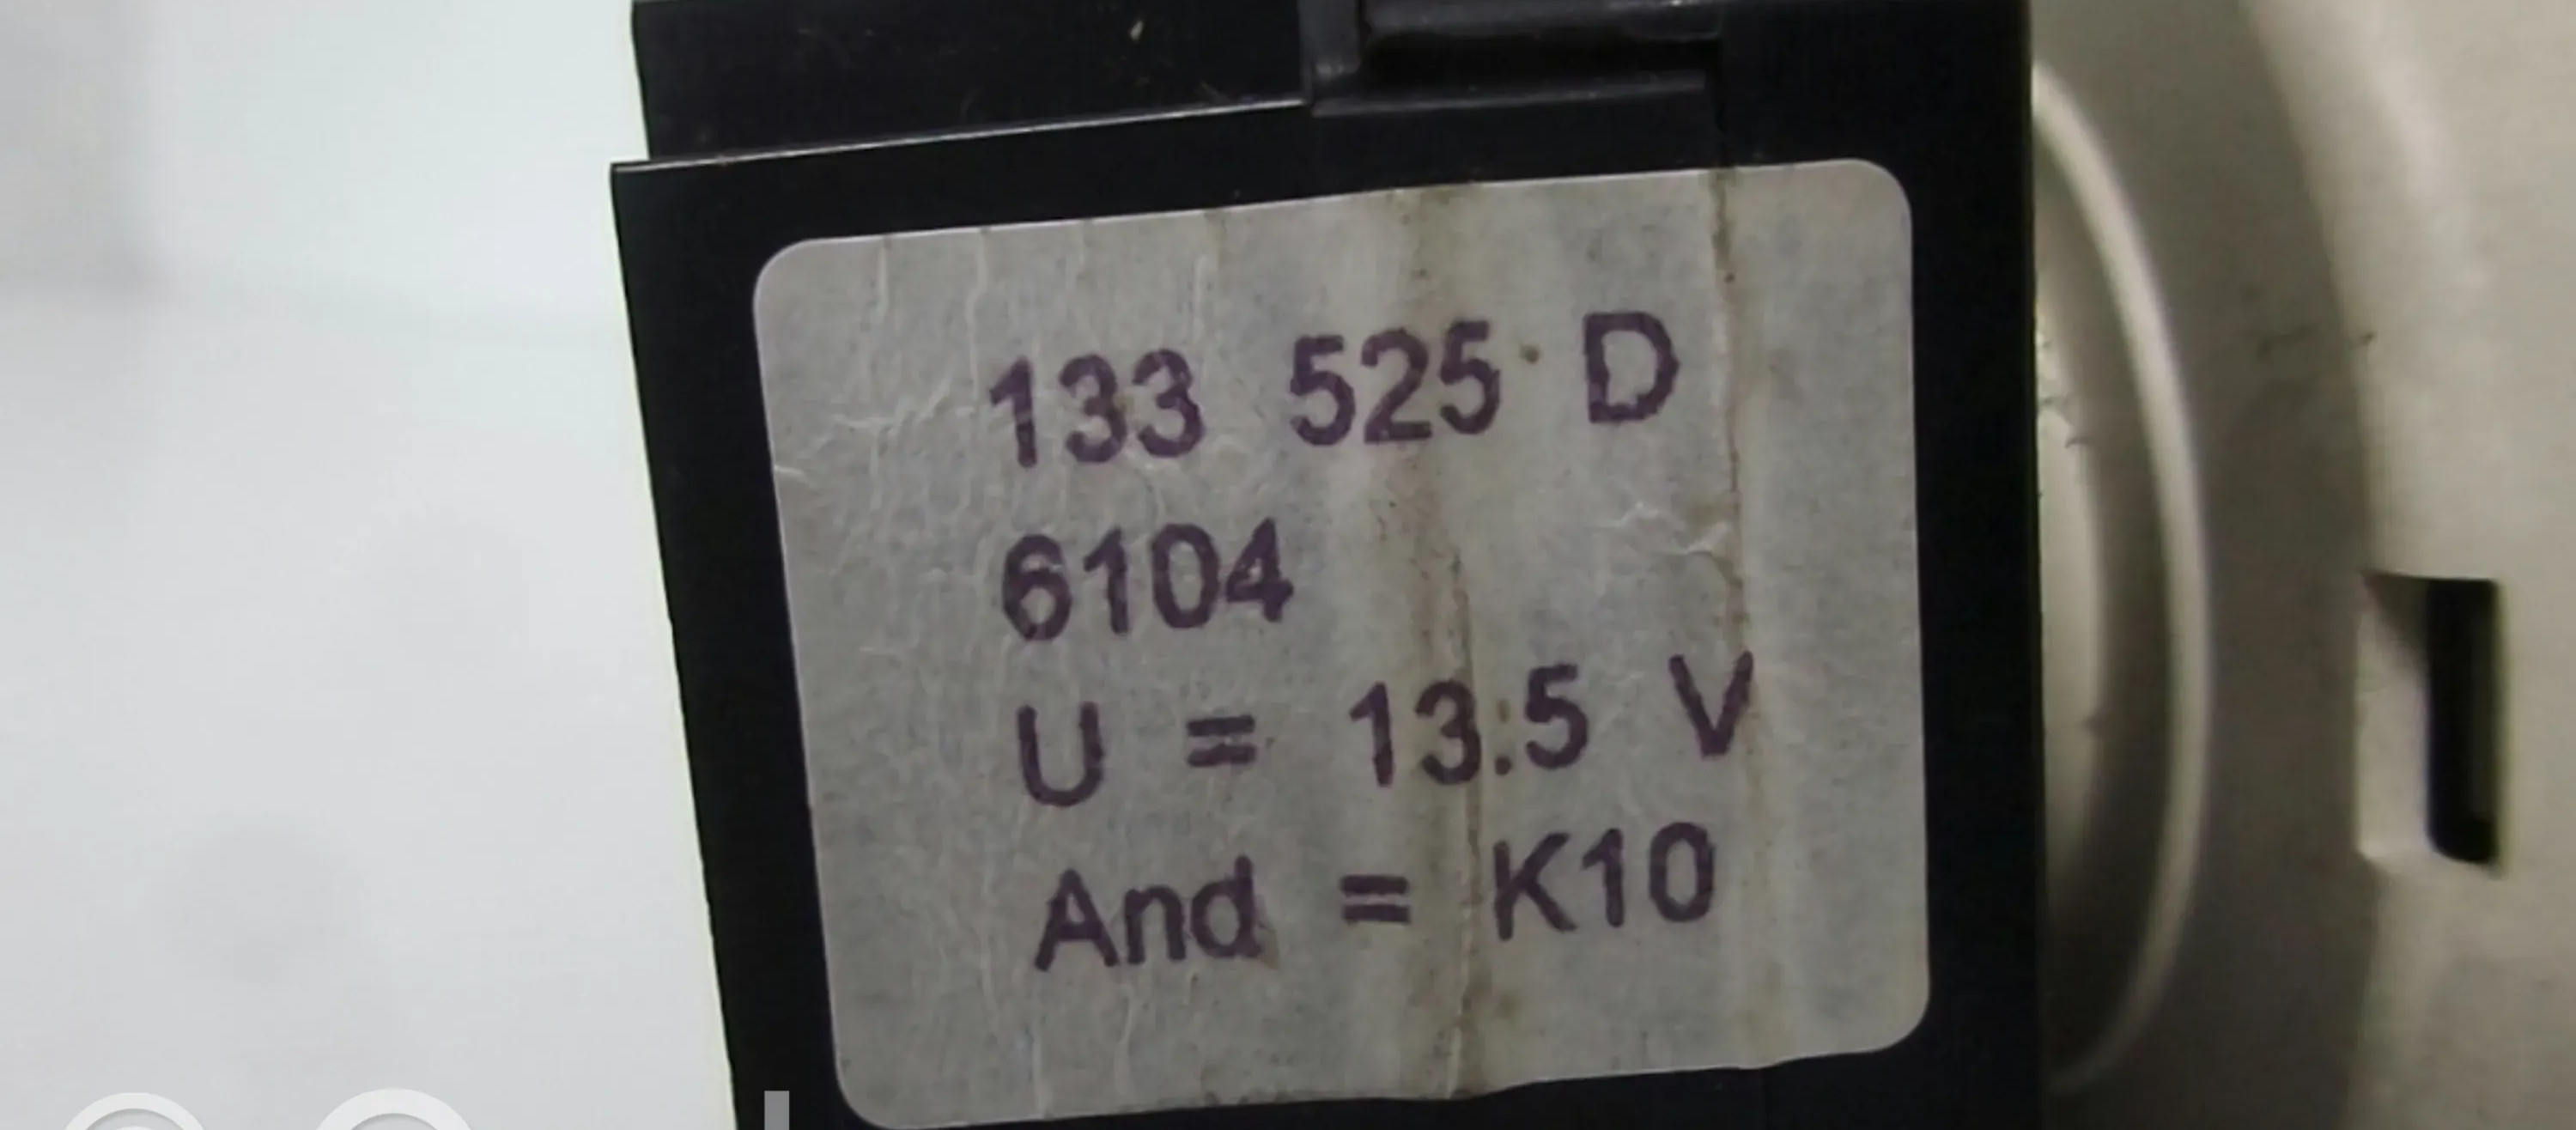 133 525 D
6104
U = 13.5 V
And = K10